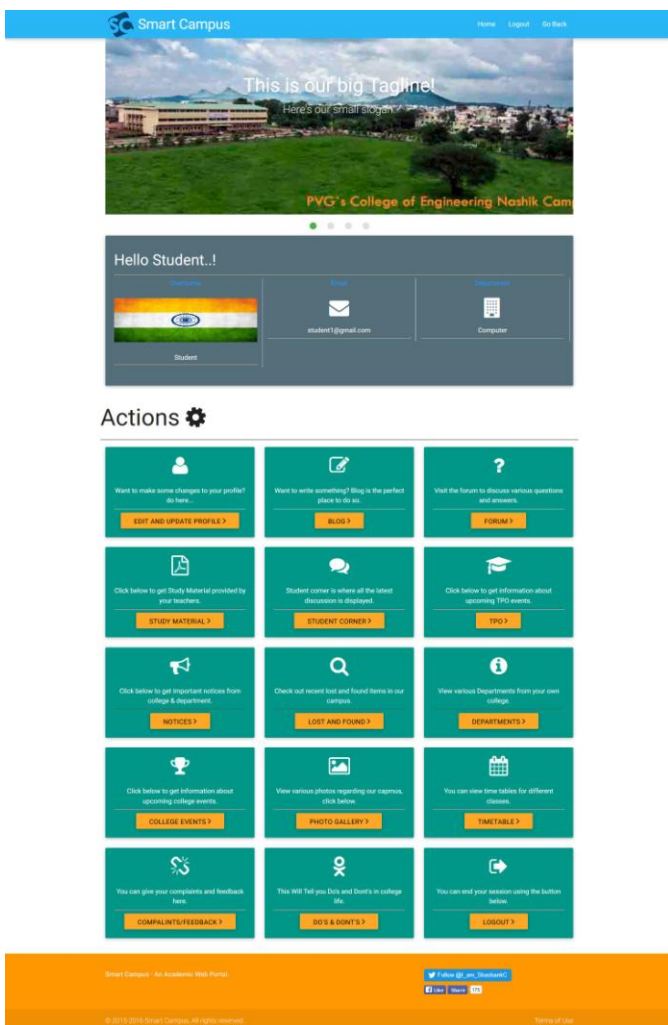 SC Smart Campus
Home Logout Go Back
This is our big Tagline!
Here's our small slogan.
PVG's College of Engineering Nashik Cam
Hello Student..!
Username Email Department
student1@gmail.com Computer
Student
Actions
Want to make some changes to your profile?
do here...
EDIT AND UPDATE PROFILE >
Want to write something? Blog is the perfect
place to do so.
BLOG >
Visit the forum to discuss various questions
and answers.
FORUM >
Click below to get Study Material provided by
your teachers.
STUDY MATERIAL >
Student corner is where all the latest
discussion is displayed.
STUDENT CORNER >
Click below to get information about
upcoming TPO events.
TPO >
Click below to get important notices from
college & department.
NOTICES >
Check out recent lost and found items in our
campus.
LOST AND FOUND >
View various Departments from your own
college.
DEPARTMENTS >
Click below to get information about
upcoming college events.
COLLEGE EVENTS >
View various photos regarding our capmus,
click below.
PHOTO GALLERY >
You can view time tables for different
classes.
TIMETABLE >
You can give your complaints and feedback
here.
COMPALINTS/FEEDBACK >
This Will Tell you Do's and Dont's in college
life.
DO'S & DONT'S >
You can end your session using the button
below.
LOGOUT >
Smart Campus - An Academic Web Portal.
Follow @I_am_ShashankC
Like Share 175
© 2015-2016 Smart Campus, All rights reserved.
Terms of Use